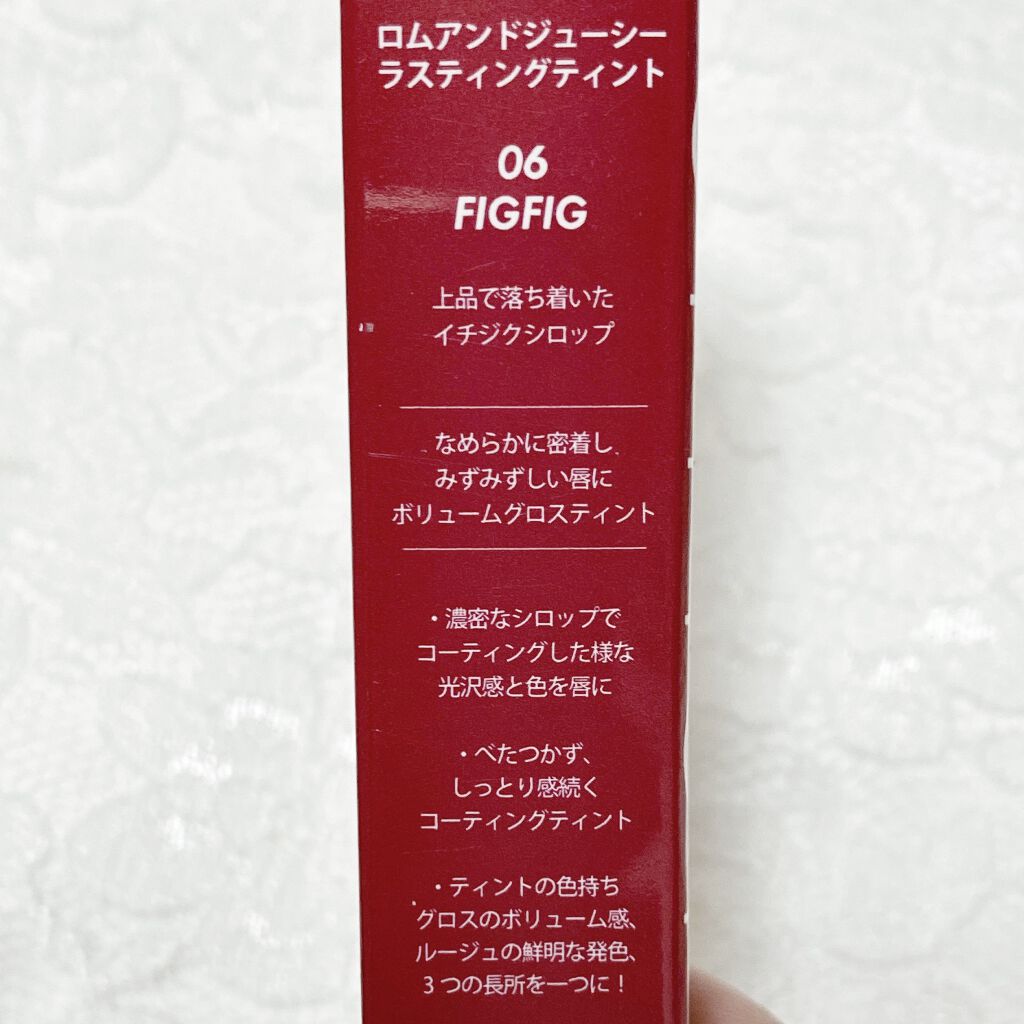 ロムアンドジューシー
ラスティングティント
06
FIGFIG
上品で落ち着いた
イチジクシロップ
なめらかに密着し、
みずみずしい唇に
ボリュームグロスティント
・濃密なシロップで
コーティングした様な
光沢感と色を唇に
・べたつかず、
しっとり感続く
コーティングティント
・ティントの色持ち
グロスのボリューム感、
ルージュの鮮明な発色、
3つの長所を一つに！